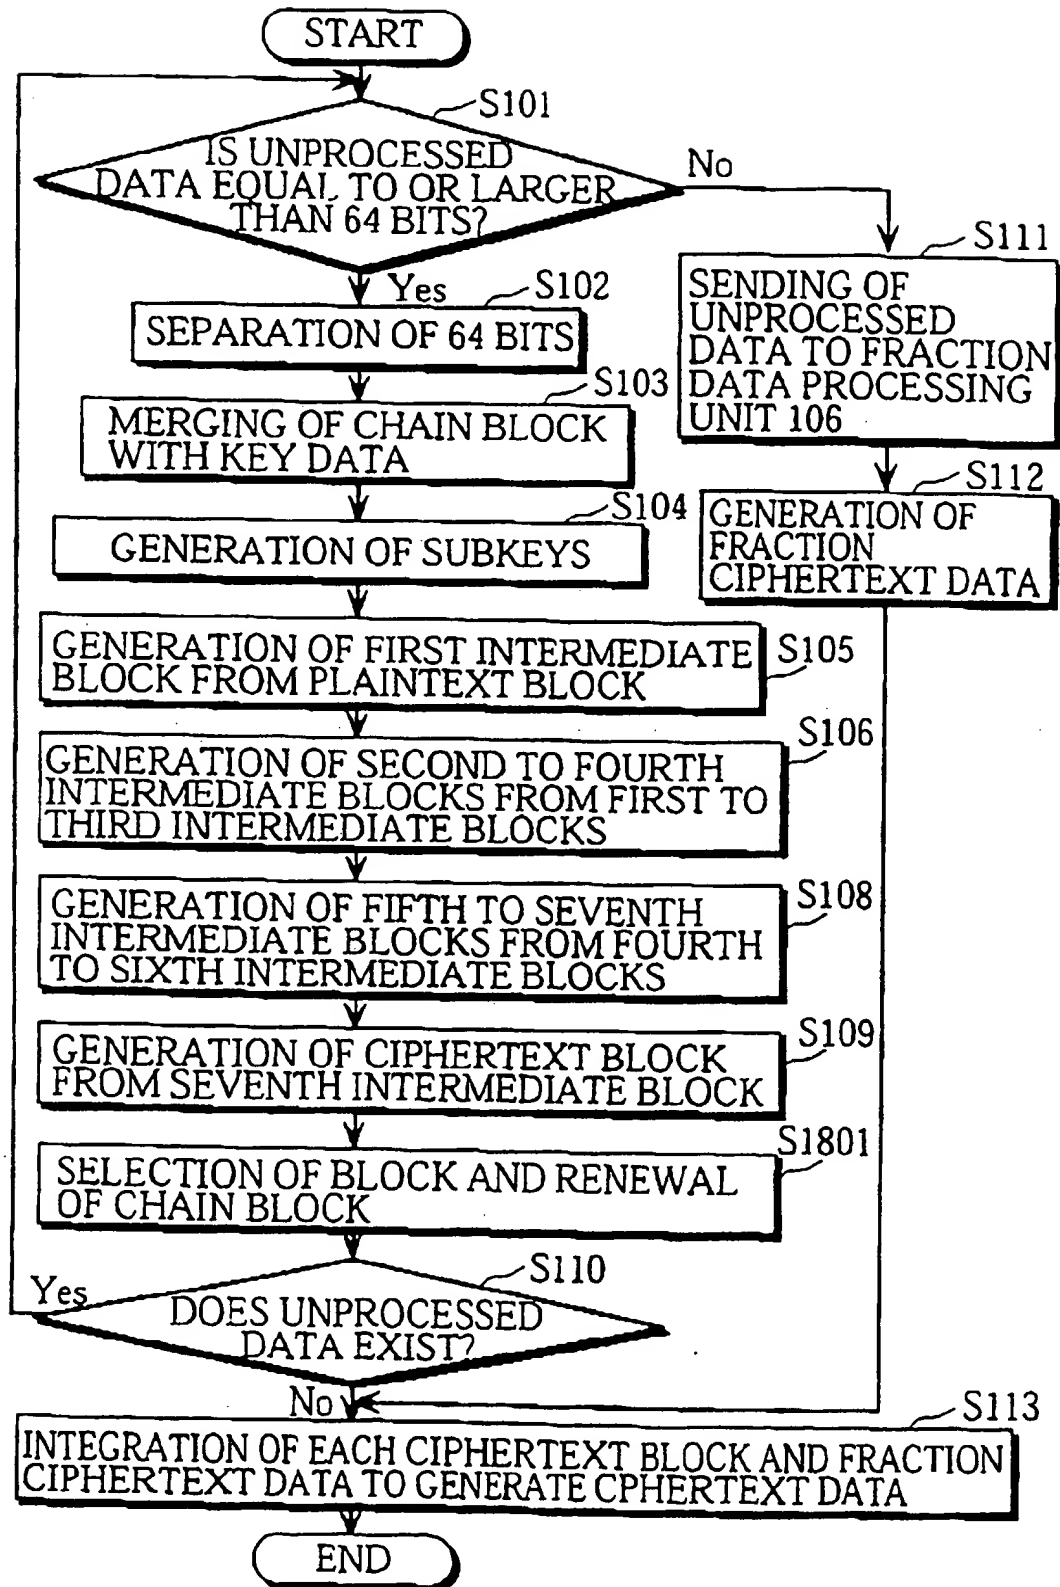 START
S101
IS UNPROCESSED
DATA EQUAL TO OR LARGER
THAN 64 BITS?
No
Yes
S102
SEPARATION OF 64 BITS
S103
MERGING OF CHAIN BLOCK
WITH KEY DATA
S104
GENERATION OF SUBKEYS
S111
SENDING OF
UNPROCESSED
DATA TO FRACTION
DATA PROCESSING
UNIT 106
S112
GENERATION OF
FRACTION
CIPHERTEXT DATA
GENERATION OF FIRST INTERMEDIATE
BLOCK FROM PLAINTEXT BLOCK
S105
S106
GENERATION OF SECOND TO FOURTH
INTERMEDIATE BLOCKS FROM FIRST TO
THIRD INTERMEDIATE BLOCKS
S108
GENERATION OF FIFTH TO SEVENTH
INTERMEDIATE BLOCKS FROM FOURTH
TO SIXTH INTERMEDIATE BLOCKS
S109
GENERATION OF CIPHERTEXT BLOCK
FROM SEVENTH INTERMEDIATE BLOCK
S1801
SELECTION OF BLOCK AND RENEWAL
OF CHAIN BLOCK
S110
Yes
DOES UNPROCESSED
DATA EXIST?
No
S113
INTEGRATION OF EACH CIPHERTEXT BLOCK AND FRACTION
CIPHERTEXT DATA TO GENERATE CPHERTEXT DATA
END